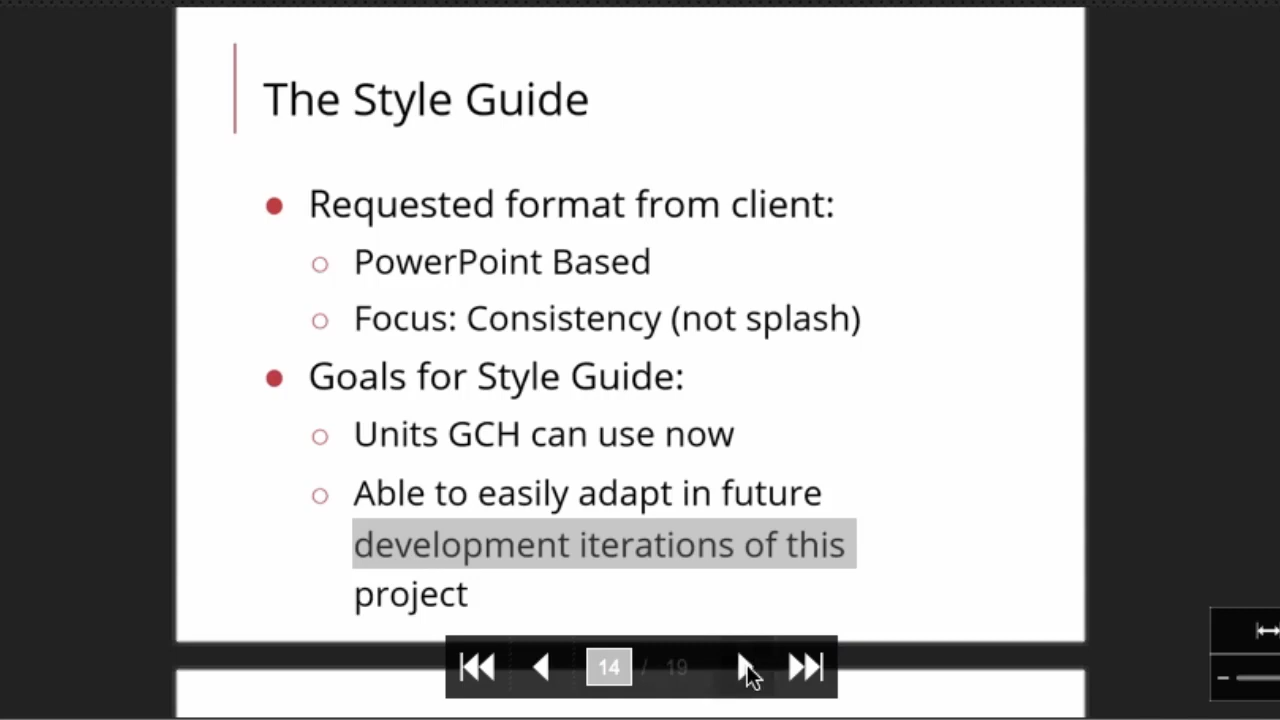 The Style Guide
● Requested format from client:
○ PowerPoint Based
○ Focus: Consistency (not splash)
● Goals for Style Guide:
○ Units GCH can use now
○ Able to easily adapt in future
development iterations of this
project
14 / 19